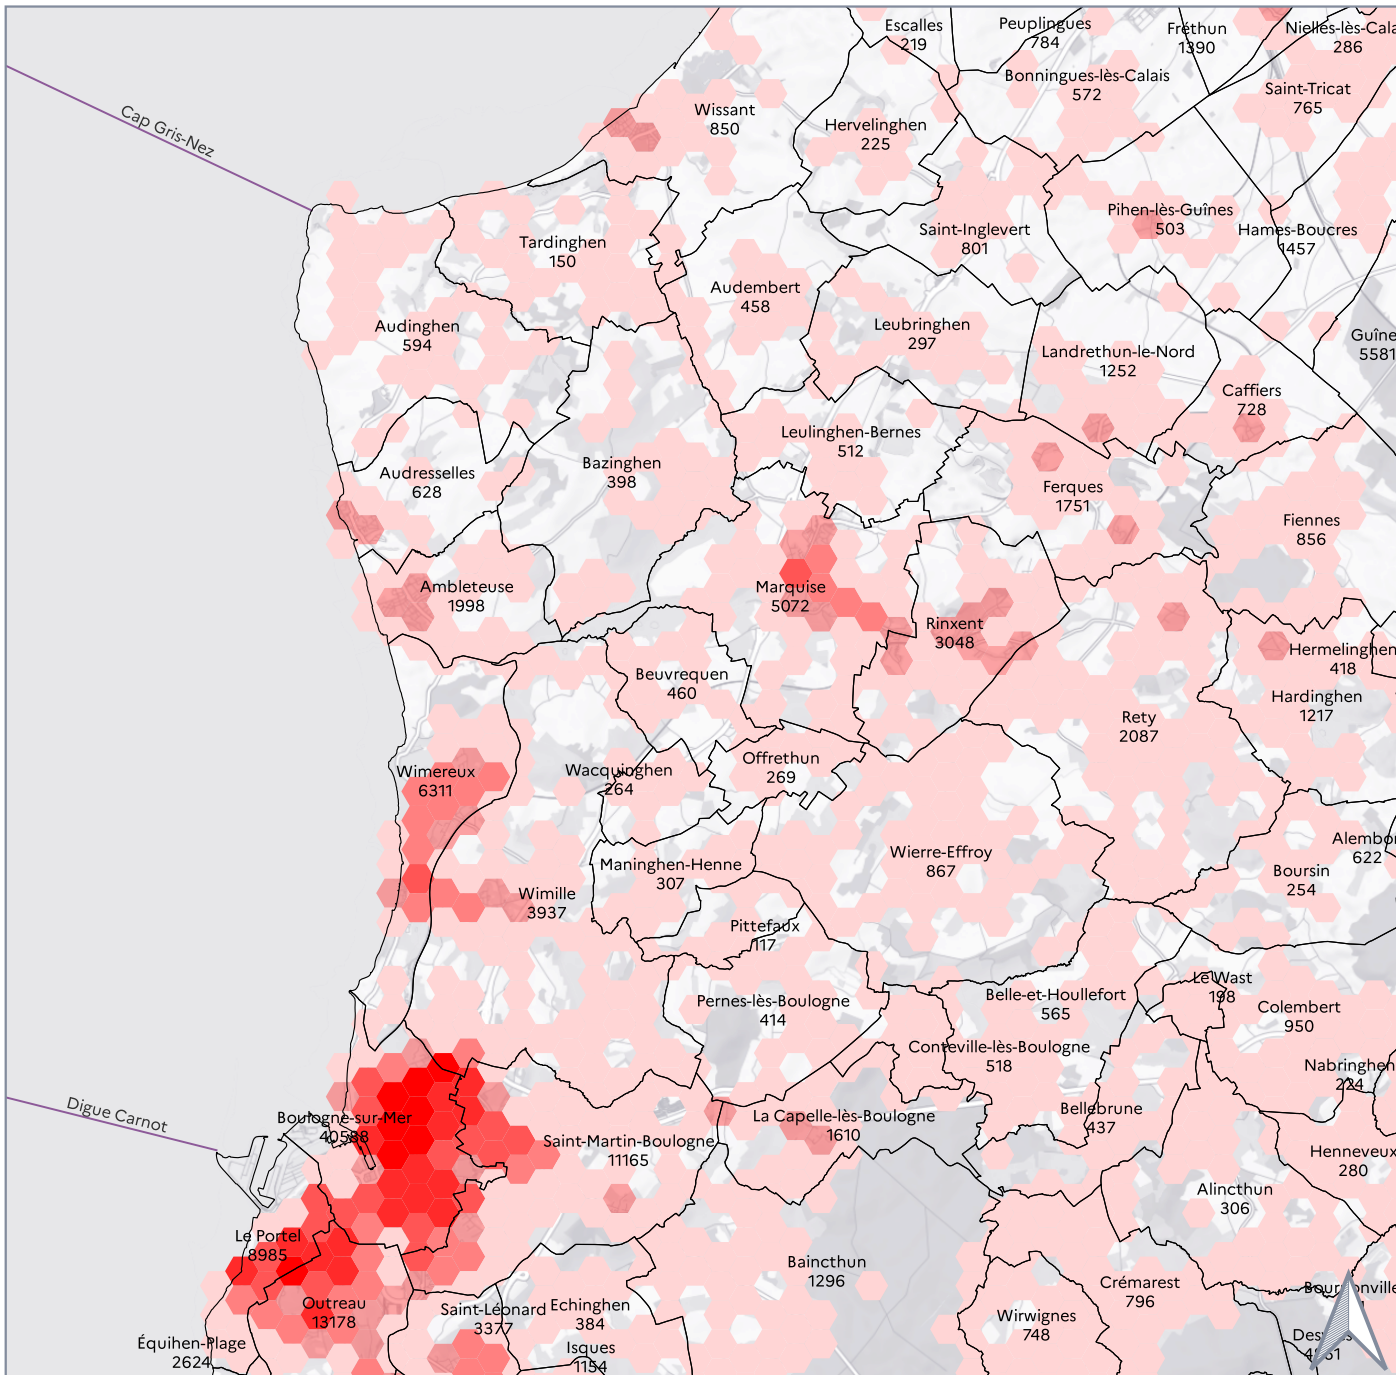 Escalles
219
Peuplingues
784
Fréthun
1390
Nielles-lès-Cala
286
Bonningues-lès-Calais
572
Saint-Tricat
765
Wissant
850
Hervelinghen
225
Cap Gris-Nez
Tardinghen
150
Saint-Inglevert
801
Pihen-lès-Guînes
503
Hames-Boucres
1457
Audembert
458
Audinghen
594
Leubringhen
297
Landrethun-le-Nord
1252
Guîne
5581
Caffiers
728
Leulinghen-Bernes
512
Audresselles
628
Bazinghen
398
Ferques
1751
Fiennes
856
Ambleteuse
1998
Marquise
5072
Rinxent
3048
Hermelinghen
418
Beuvrequen
460
Hardinghen
1217
Rety
2087
Wimereux
6311
Wacquinghen
264
Offrethun
269
Alembo
622
Maninghen-Henne
307
Wierre-Effroy
867
Boursin
254
Wimille
3937
Pittefaux
117
Le Wast
198
Pernes-lès-Boulogne
414
Belle-et-Houllefort
565
Colembert
950
Conteville-lès-Boulogne
518
Nabringhen
224
Digue Carnot
Boulogne-sur-Mer
40588
La Capelle-lès-Boulogne
1610
Bellebrune
437
Saint-Martin-Boulogne
11165
Henneveux
280
Alincthun
306
Le Portel
8985
Baincthun
1296
Crémarest
796
Outreau
13178
Saint-Léonard
3377
Echinghen
384
Wirwignes
748
Équihen-Plage
2624
Isques
1154